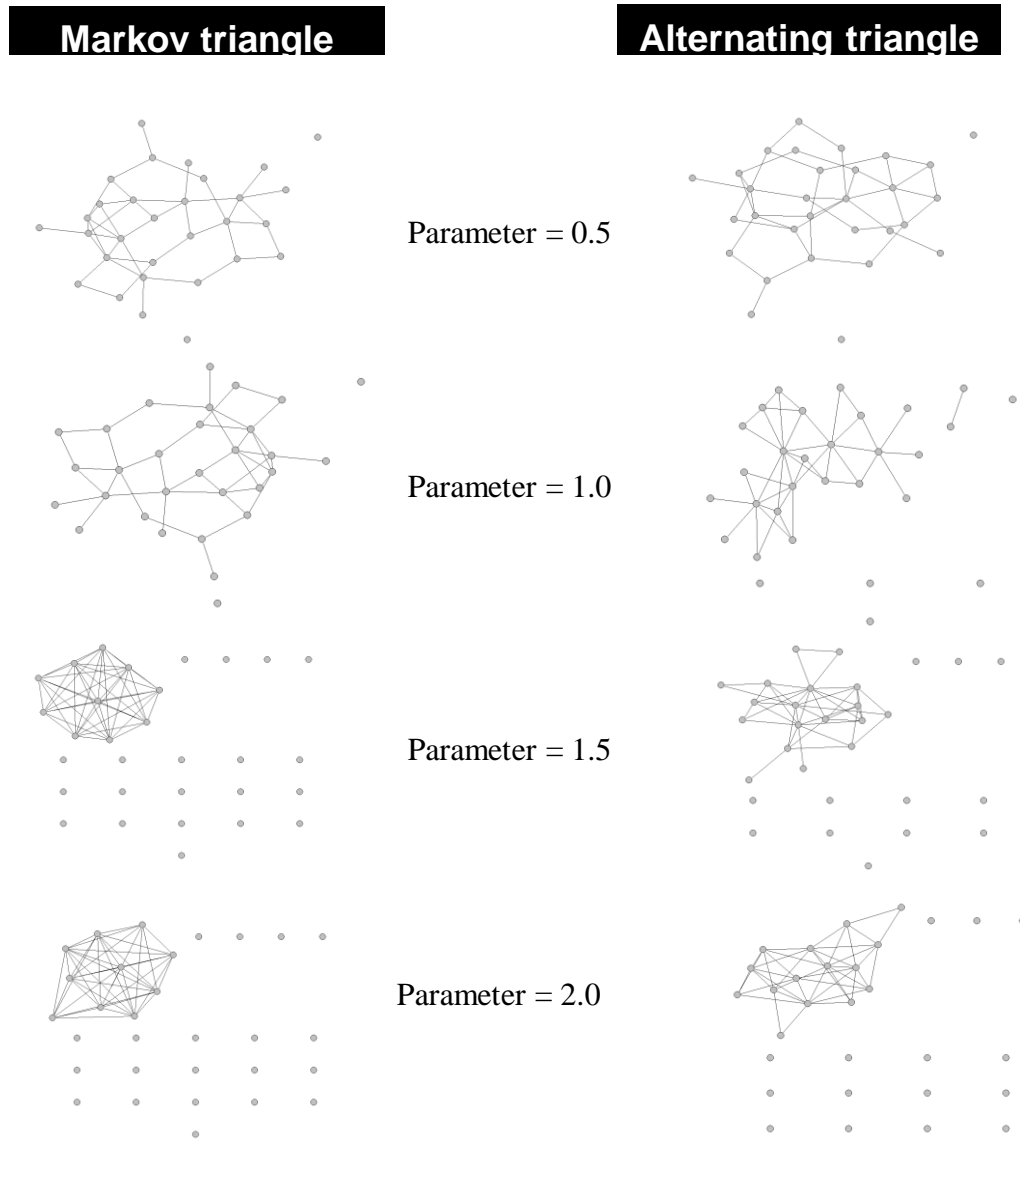 Markov triangle
Alternating triangle
Parameter = 0.5
Parameter = 1.0
Parameter = 1.5
Parameter = 2.0